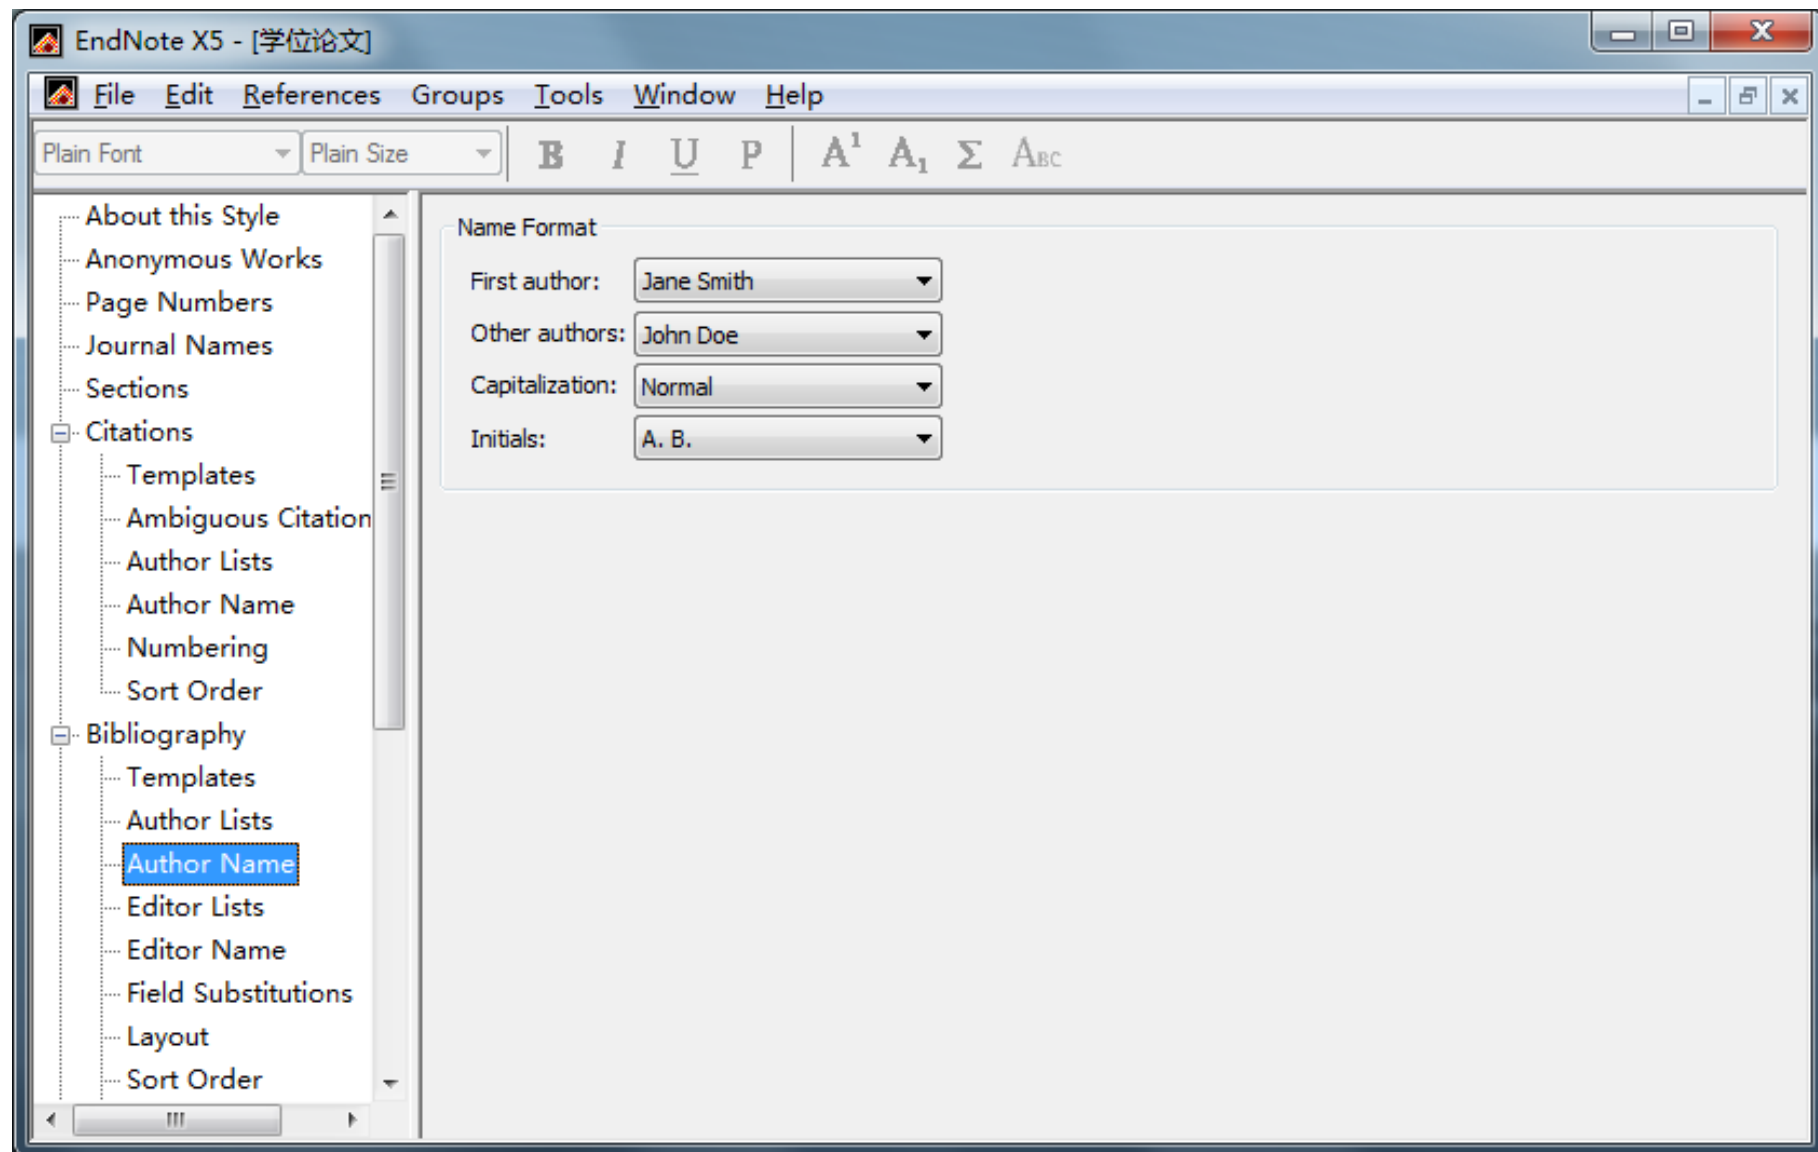 EndNote X5 - [学位论文]
File Edit References Groups Tools Window Help
Plain Font Plain Size B I U P A¹ A₁ Σ ABC
About this Style
Anonymous Works
Page Numbers
Journal Names
Sections
Citations
Templates
Ambiguous Citation
Author Lists
Author Name
Numbering
Sort Order
Bibliography
Templates
Author Lists
Author Name
Editor Lists
Editor Name
Field Substitutions
Layout
Sort Order
Name Format
First author: Jane Smith
Other authors: John Doe
Capitalization: Normal
Initials: A. B.